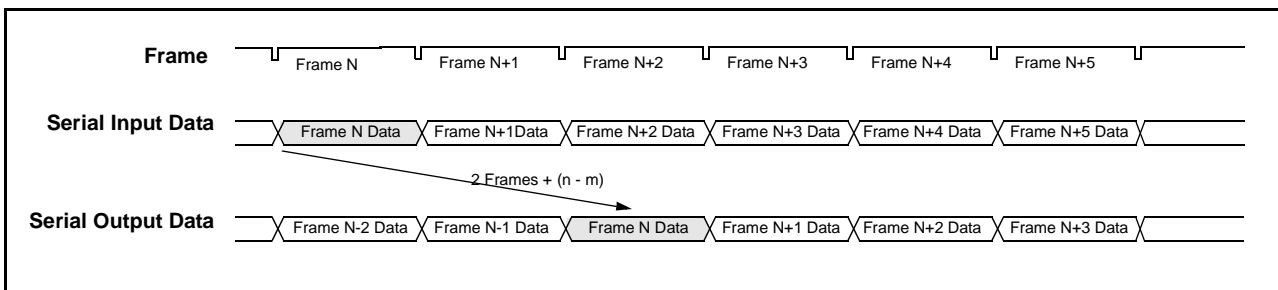 Frame
Frame N
Frame N+1
Frame N+2
Frame N+3
Frame N+4
Frame N+5
Serial Input Data
Frame N Data
Frame N+1Data
Frame N+2 Data
Frame N+3 Data
Frame N+4 Data
Frame N+5 Data
2 Frames + (n - m)
Serial Output Data
Frame N-2 Data
Frame N-1 Data
Frame N Data
Frame N+1 Data
Frame N+2 Data
Frame N+3 Data